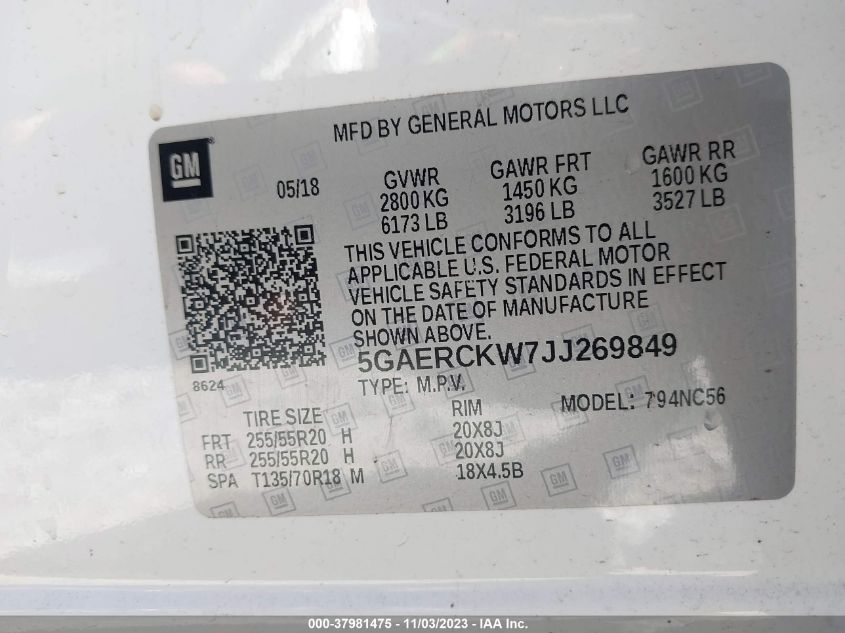 MFD BY GENERAL MOTORS LLC
GM
05/18
GVWR GAWR FRT GAWR RR
2800 KG 1450 KG 1600 KG
6173 LB 3196 LB 3527 LB
THIS VEHICLE CONFORMS TO ALL
APPLICABLE U.S. FEDERAL MOTOR
VEHICLE SAFETY STANDARDS IN EFFECT
ON THE DATE OF MANUFACTURE
SHOWN ABOVE.
5GAERCKW7JJ269849
8624
TYPE: M.P.V. MODEL: 794NC56
TIRE SIZE RIM
FRT 255/55R20 H 20X8J
RR 255/55R20 H 20X8J
SPA T135/70R18 M 18X4.5B
000-37981475 - 11/03/2023 - IAA Inc.